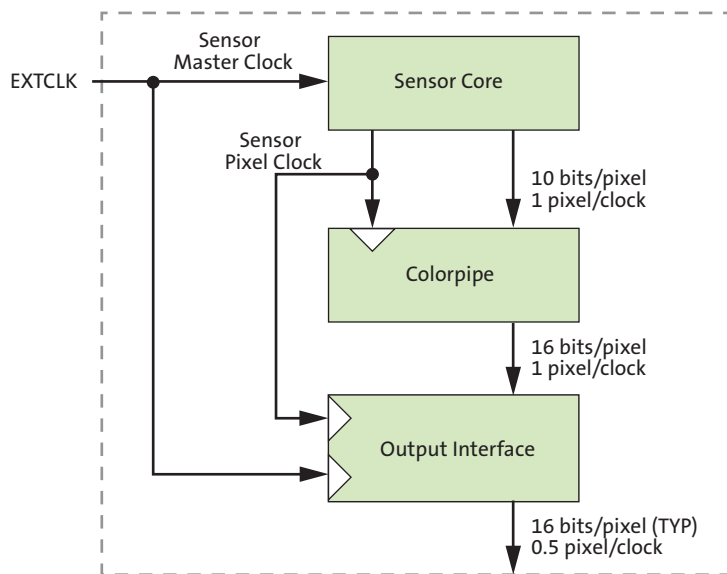 Sensor
Master Clock
EXTCLK
Sensor Core
Sensor
Pixel Clock
10 bits/pixel
1 pixel/clock
Colorpipe
16 bits/pixel
1 pixel/clock
Output Interface
16 bits/pixel (TYP)
0.5 pixel/clock